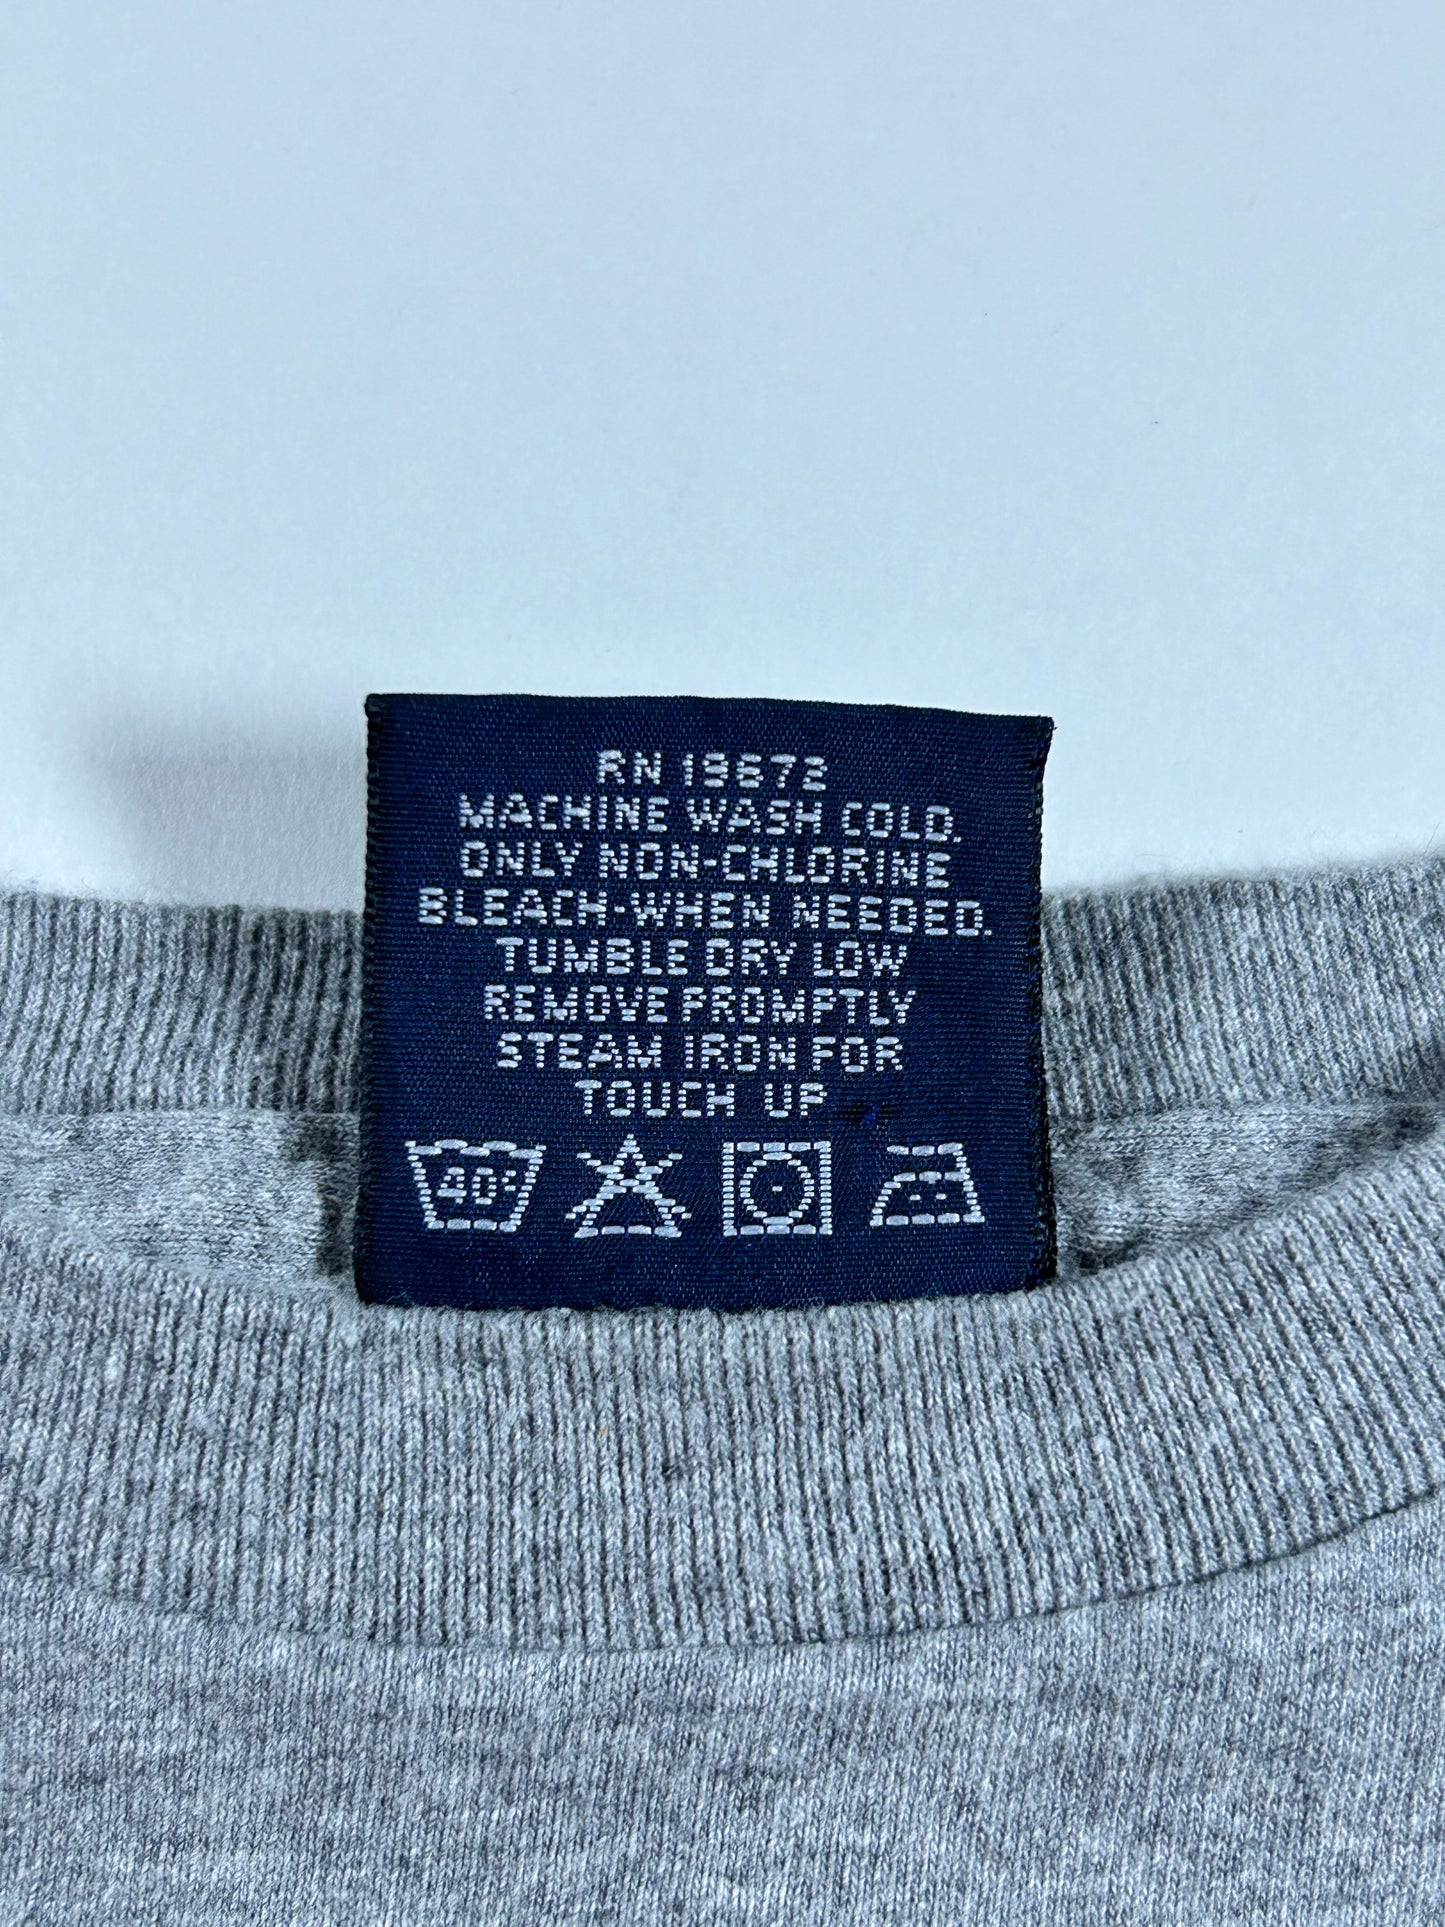 RN 19672
MACHINE WASH COLD.
ONLY NON-CHLORINE
BLEACH-WHEN NEEDED.
TUMBLE DRY LOW
REMOVE PROMPTLY
STEAM IRON FOR
TOUCH UP
40°